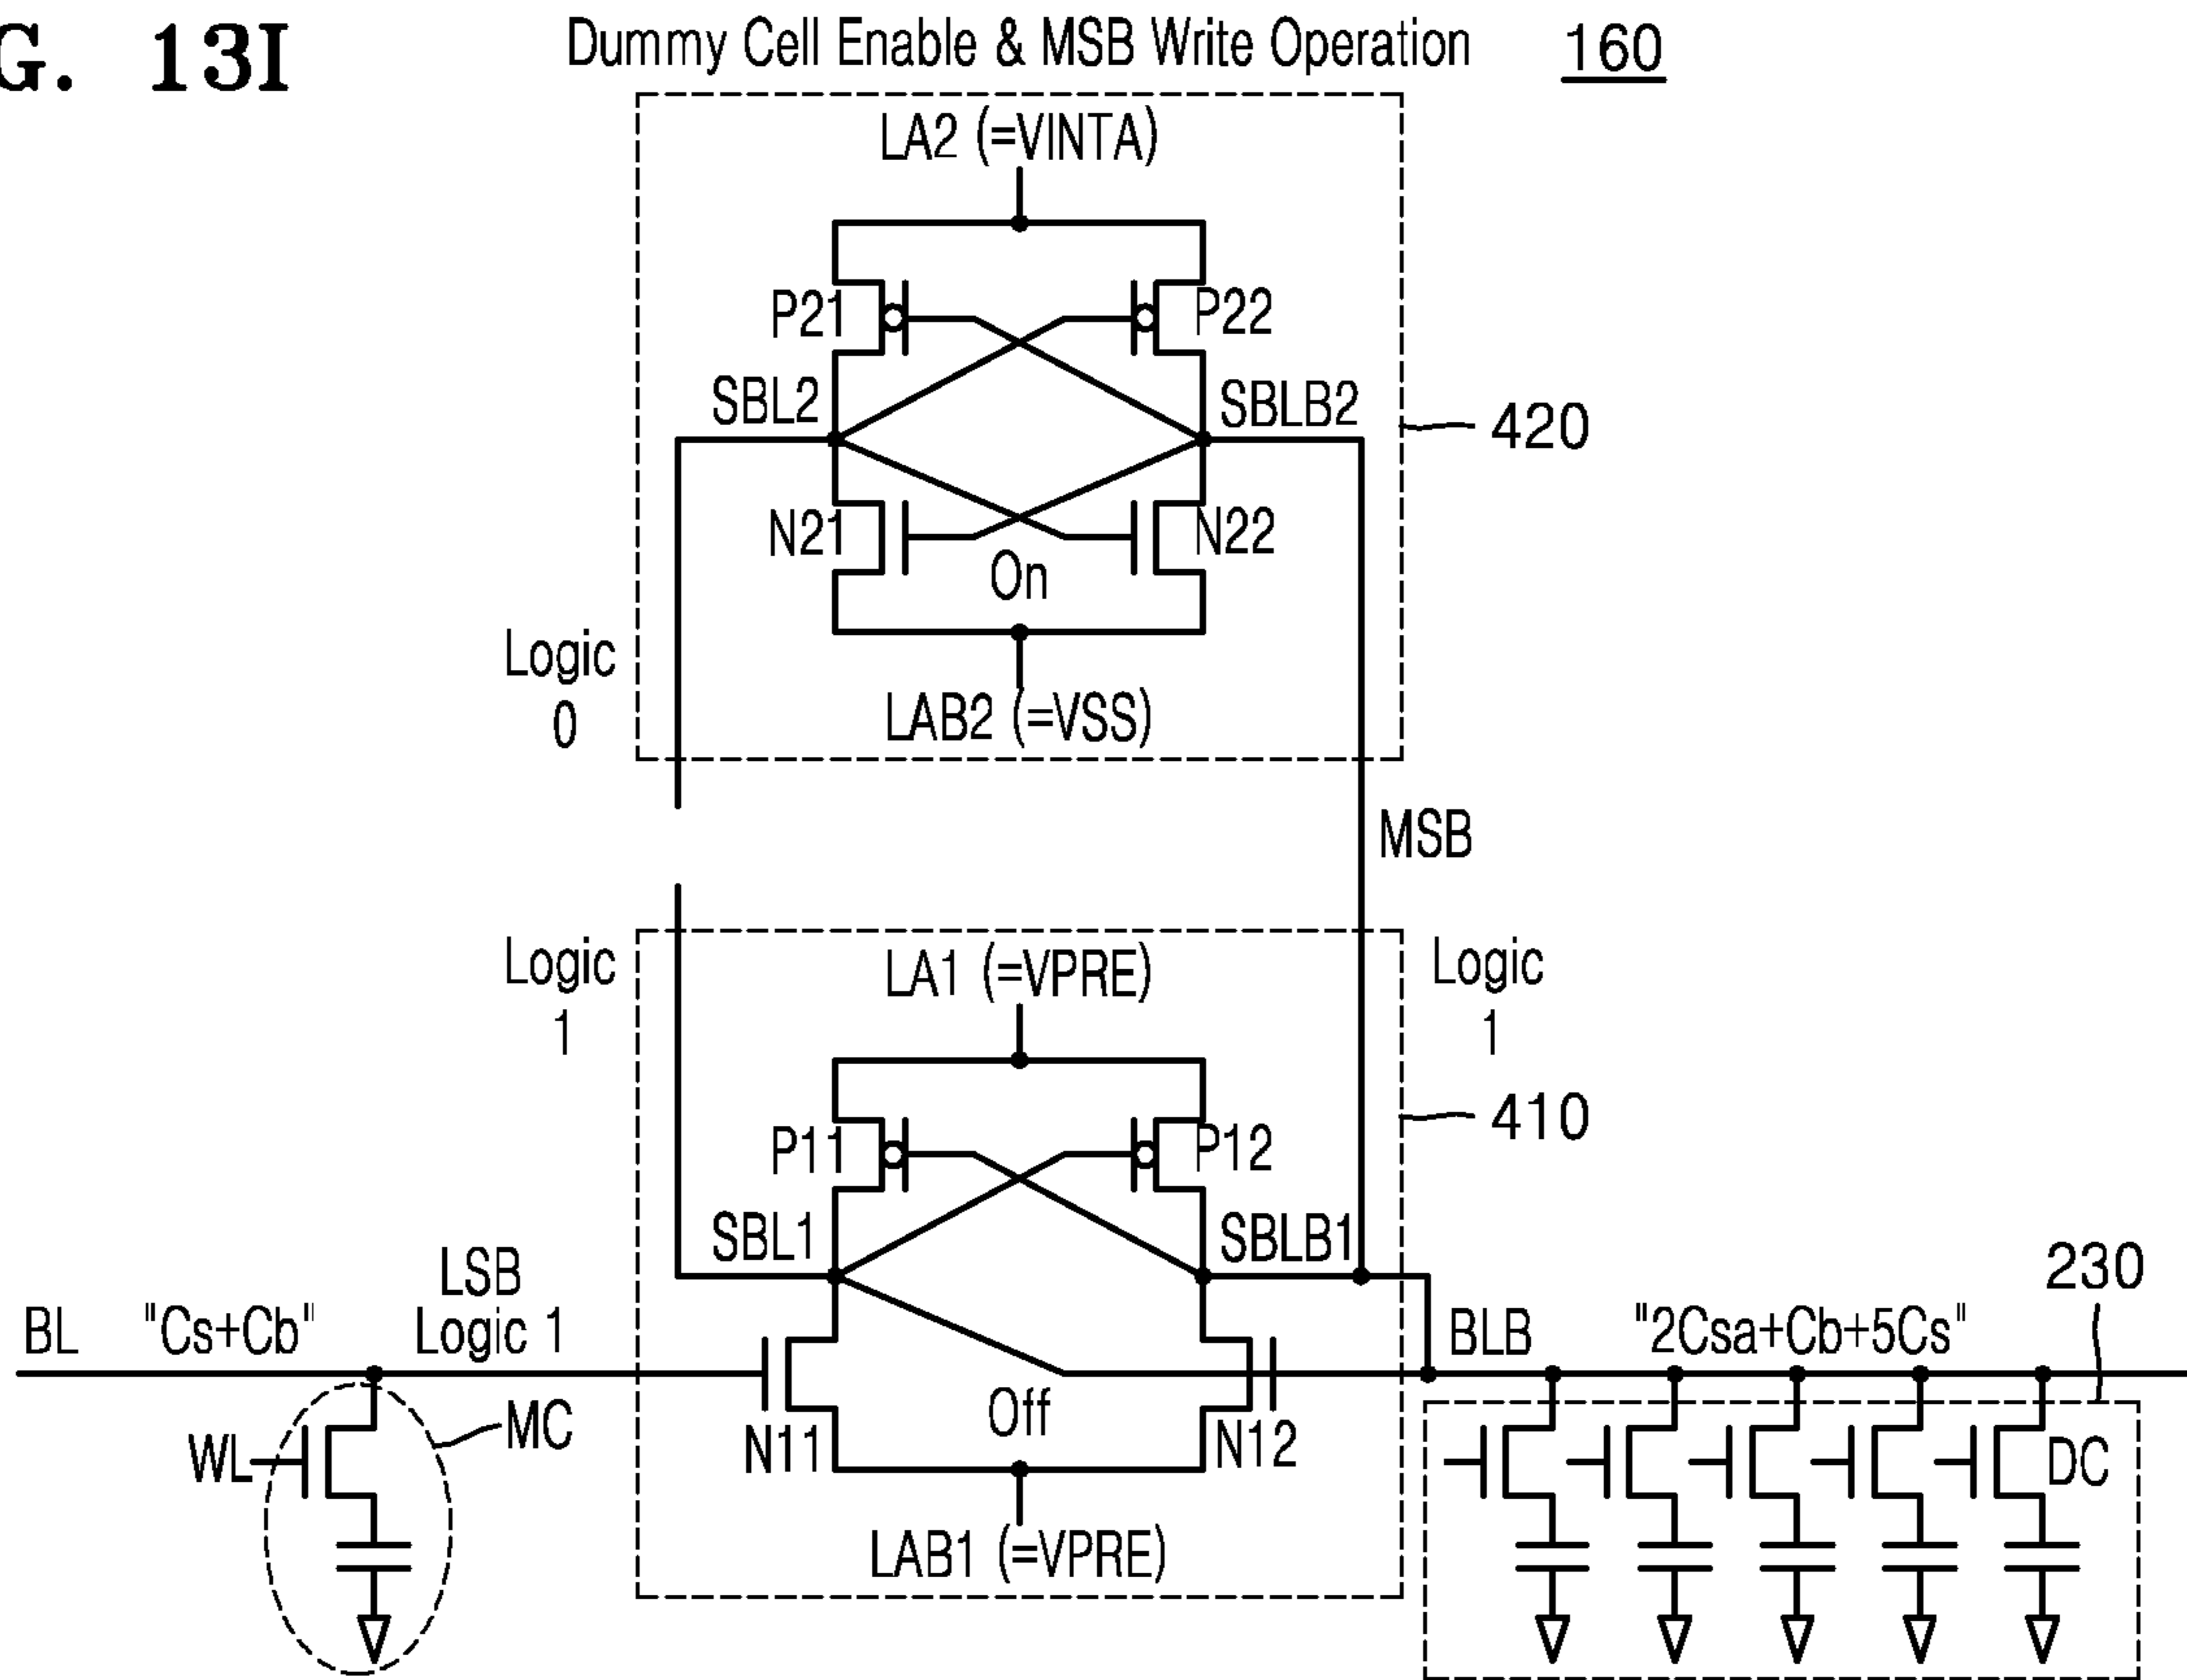 G. 13I
Dummy Cell Enable & MSB Write Operation
160
LA2 (=VINTA)
P21
P22
SBL2
SBLB2
420
N21
N22
On
Logic
0
LAB2 (=VSS)
MSB
Logic
1
LA1 (=VPRE)
Logic
1
410
P11
P12
SBL1
SBLB1
230
LSB
BL
"Cs+Cb"
Logic 1
BLB
"2Csa+Cb+5Cs"
MC
Off
WL
N11
N12
DC
LAB1 (=VPRE)